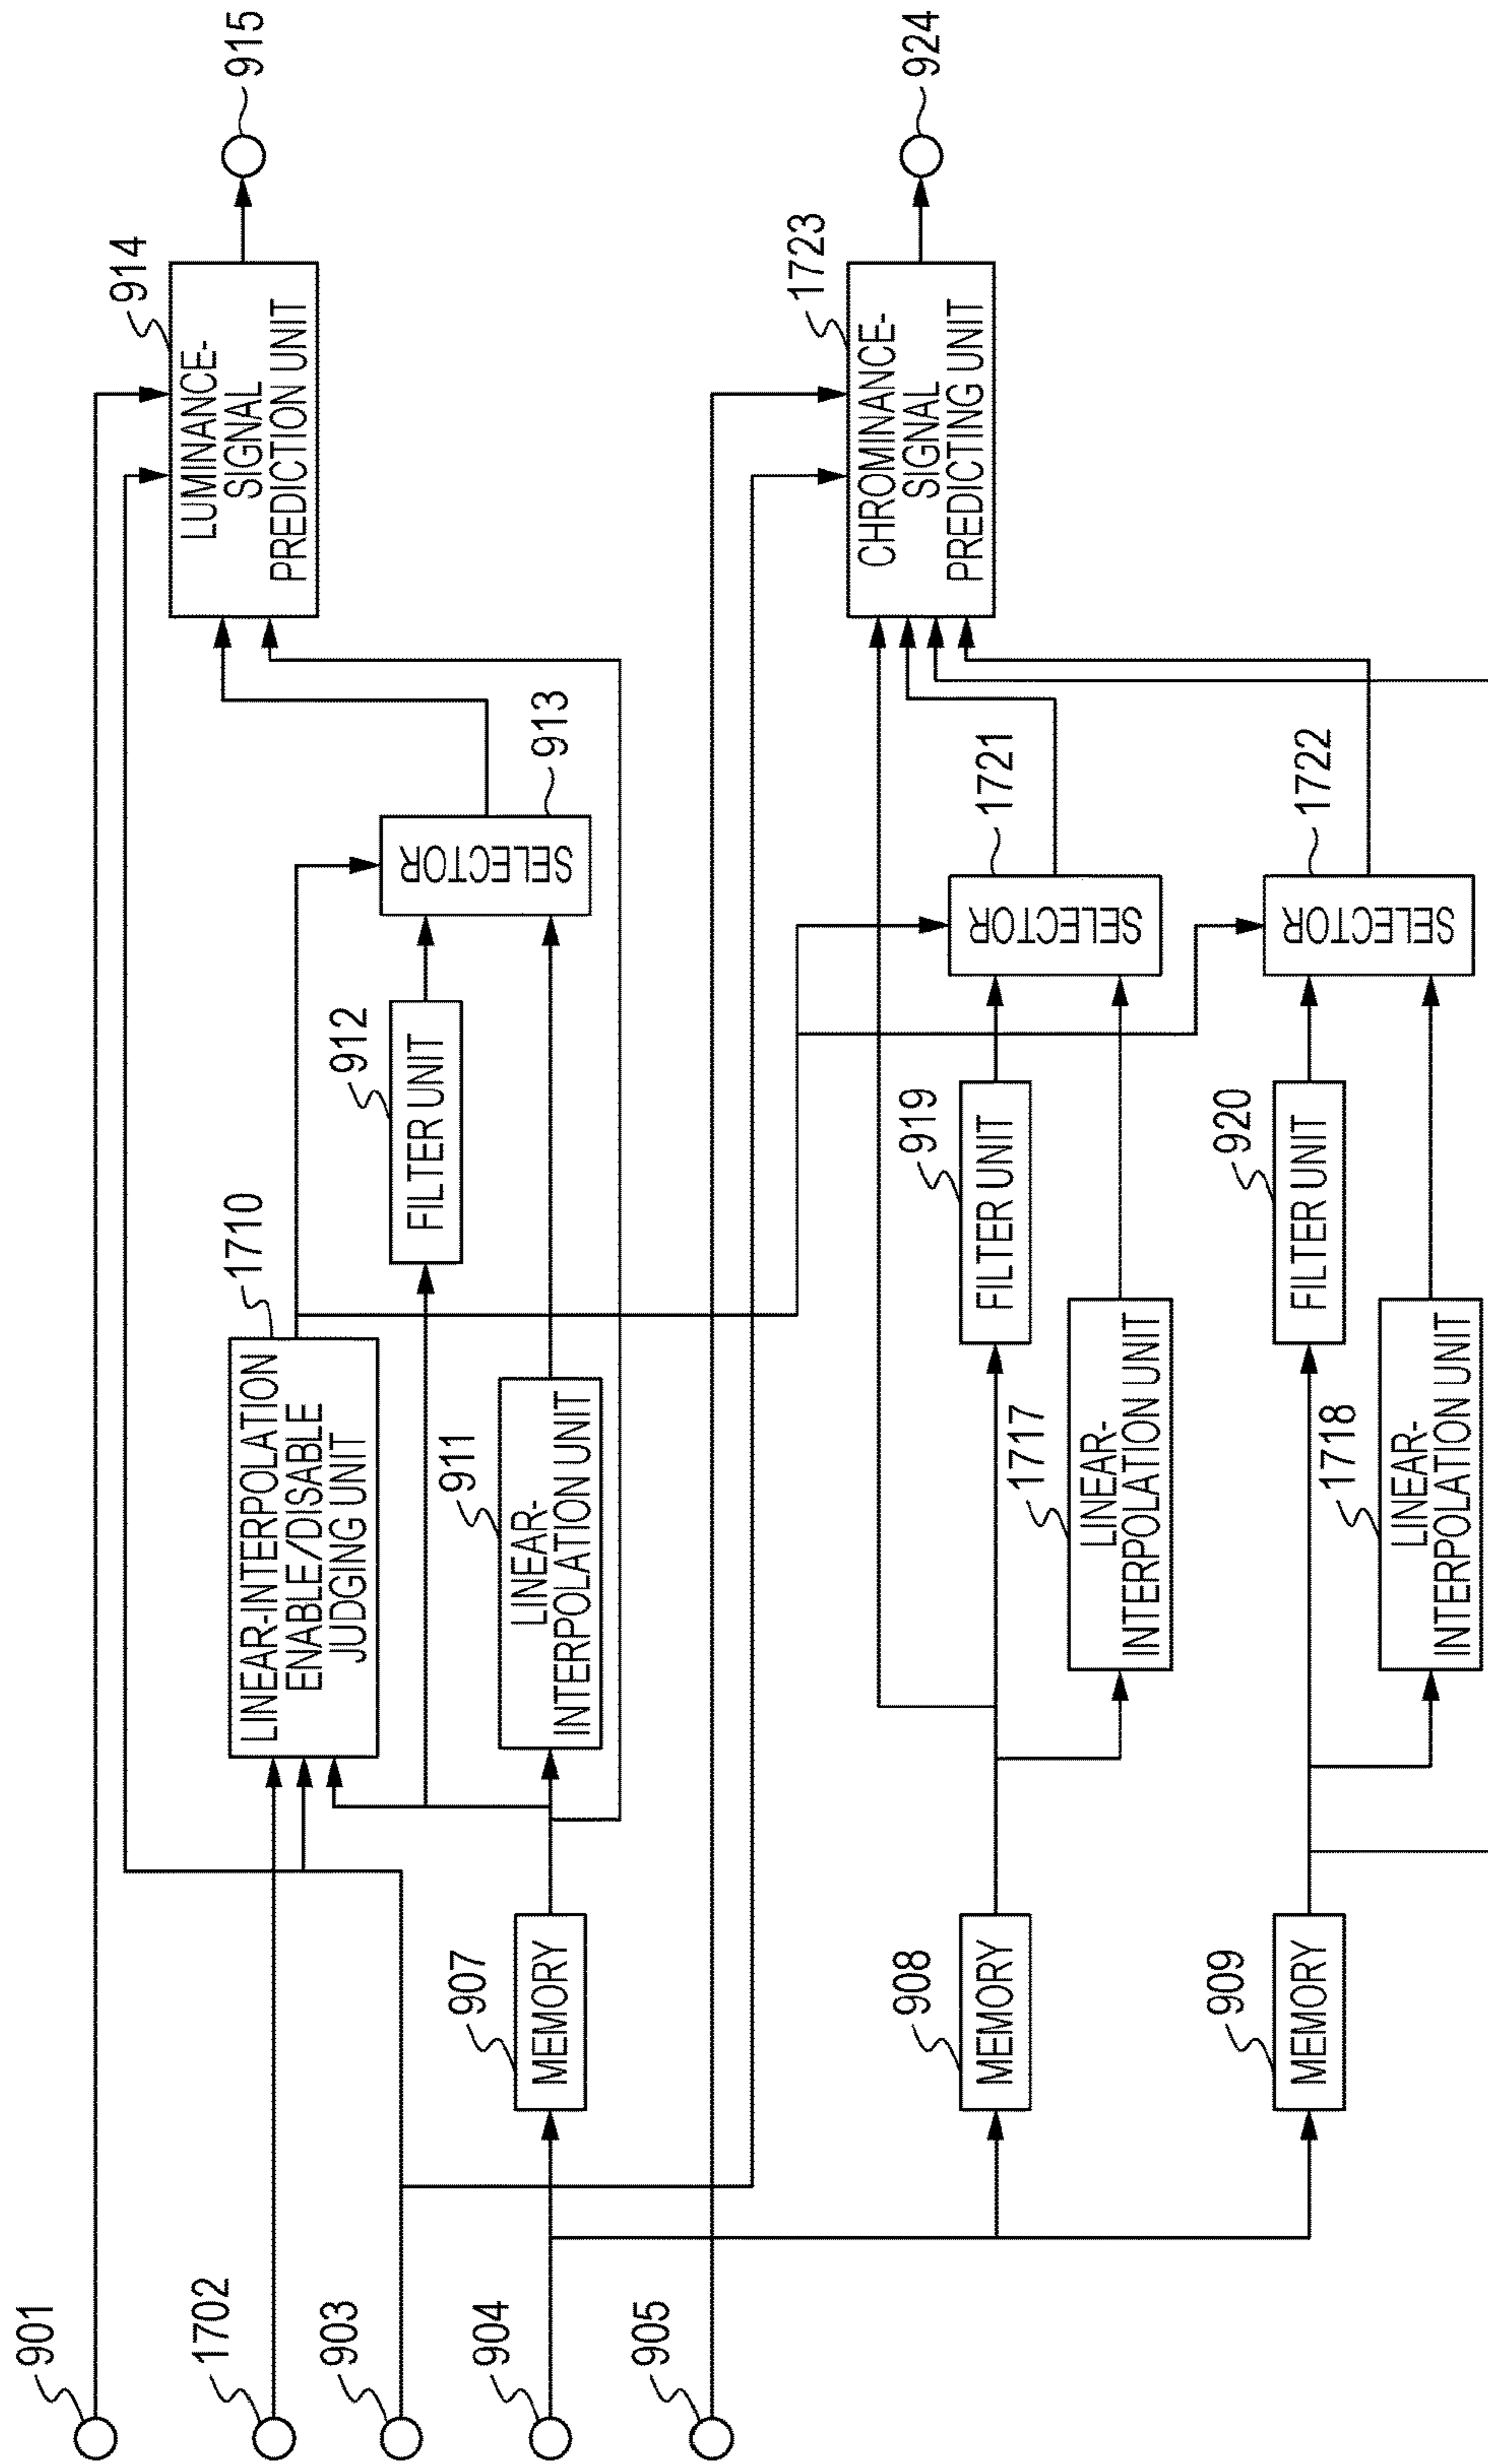 901
1702
903
904
905
MEMORY
907
MEMORY
908
MEMORY
909
LINEAR-INTERPOLATION
ENABLE/DISABLE
JUDGING UNIT
1710
LINEAR-
INTERPOLATION UNIT
911
FILTER UNIT
912
SELECTOR
913
LUMINANCE-
SIGNAL
PREDICTION UNIT
914
915
FILTER UNIT
919
LINEAR-
INTERPOLATION UNIT
1717
FILTER UNIT
920
LINEAR-
INTERPOLATION UNIT
1718
SELECTOR
1721
SELECTOR
1722
CHROMINANCE-
SIGNAL
PREDICTING UNIT
1723
924